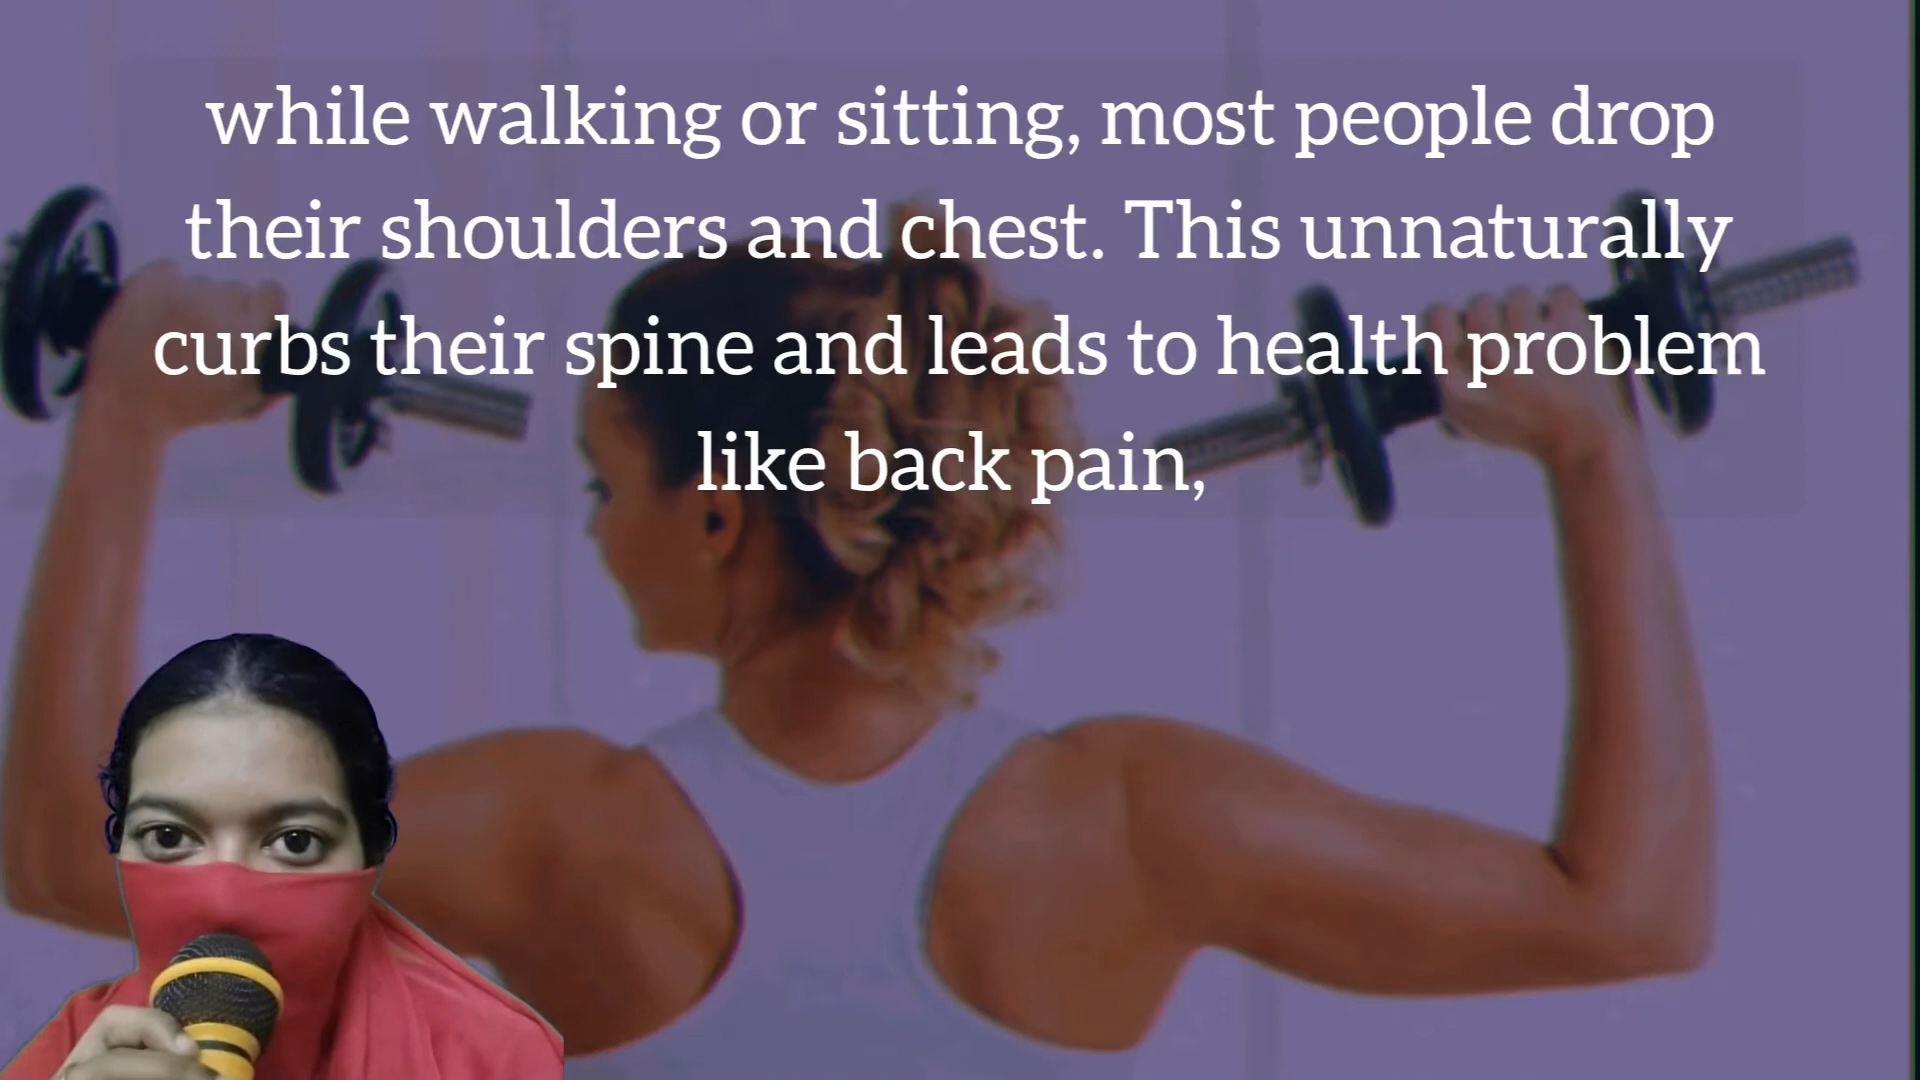 while walking or sitting, most people drop
their shoulders and chest. This unnaturally
curbs their spine and leads to health problem
like back pain,